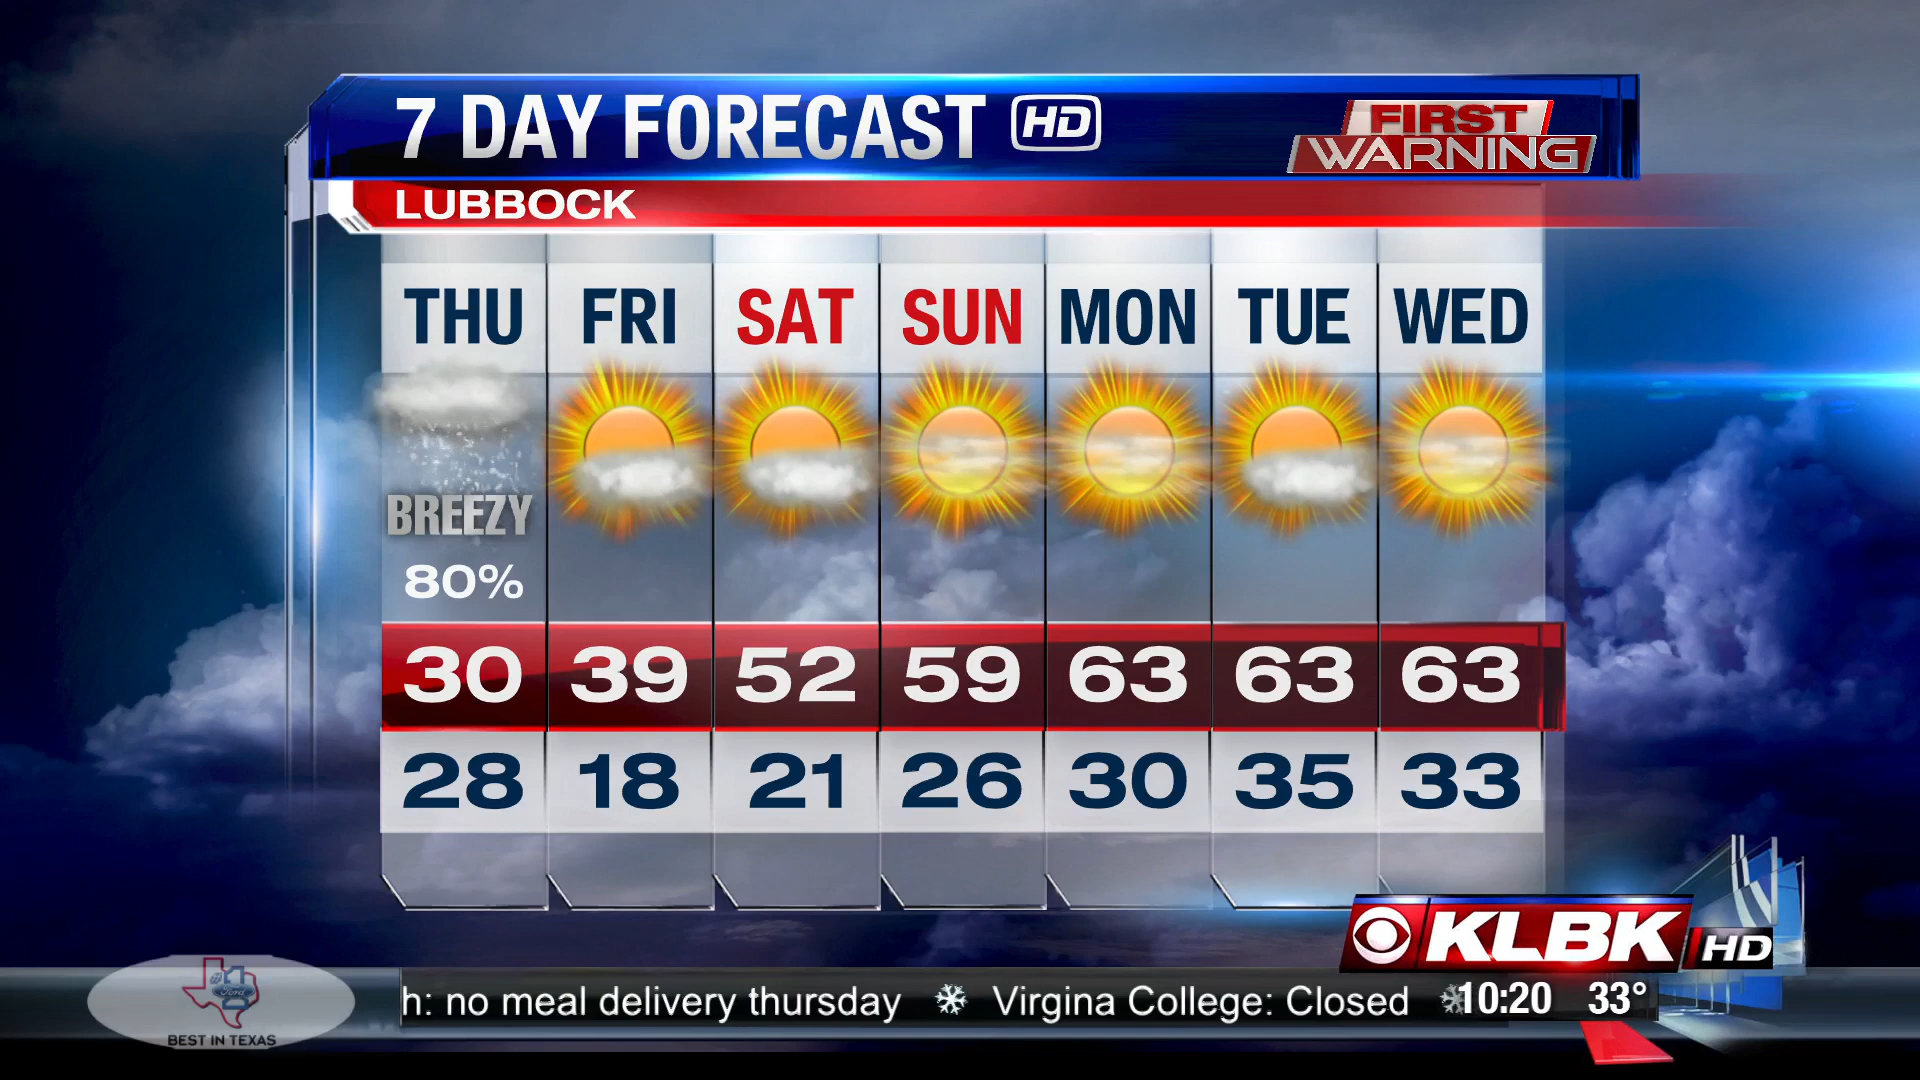 7 DAY FORECAST HD
FIRST
WARNING
LUBBOCK
THU FRI SAT SUN MON TUE WED
BREEZY
80%
30 39 52 59 63 63 63
28 18 21 26 30 35 33
KLBK HD
h: no meal delivery thursday Virgina College: Closed
10:20 33°
#1
Ford
BEST IN TEXAS